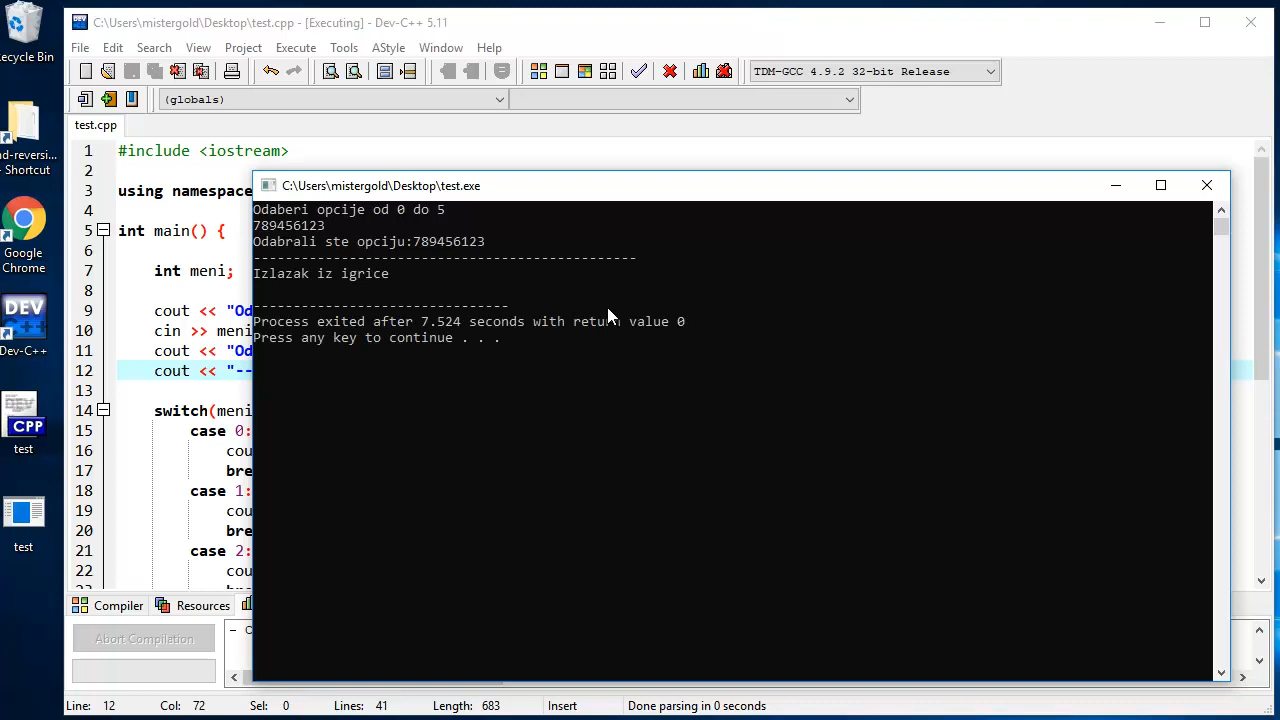 C:\Users\mistergold\Desktop\test.cpp - [Executing] - Dev-C++ 5.11
File Edit Search View Project Execute Tools AStyle Window Help
TDM-GCC 4.9.2 32-bit Release
(globals)
test.cpp
1 #include <iostream>
2
3 using namespace
4
5 int main() {
6
7 int meni;
8
9 cout << "Od
10 cin >> meni
11 cout << "Od
12 cout << "--
13
14 switch(meni
15 case 0:
16 cou
17 bre
18 case 1:
19 cou
20 bre
21 case 2:
22 cou
C:\Users\mistergold\Desktop\test.exe
Odaberi opcije od 0 do 5
789456123
Odabrali ste opciju:789456123
------------------------------------------------
Izlazak iz igrice
--------------------------------
Process exited after 7.524 seconds with return value 0
Press any key to continue . . .
ecycle Bin
nd-reversi...
- Shortcut
Google
Chrome
DEV
Dev-C++
DEV
CPP
test
test
Compiler Resources
Abort Compilation
Line: 12 Col: 72 Sel: 0 Lines: 41 Length: 683 Insert Done parsing in 0 seconds